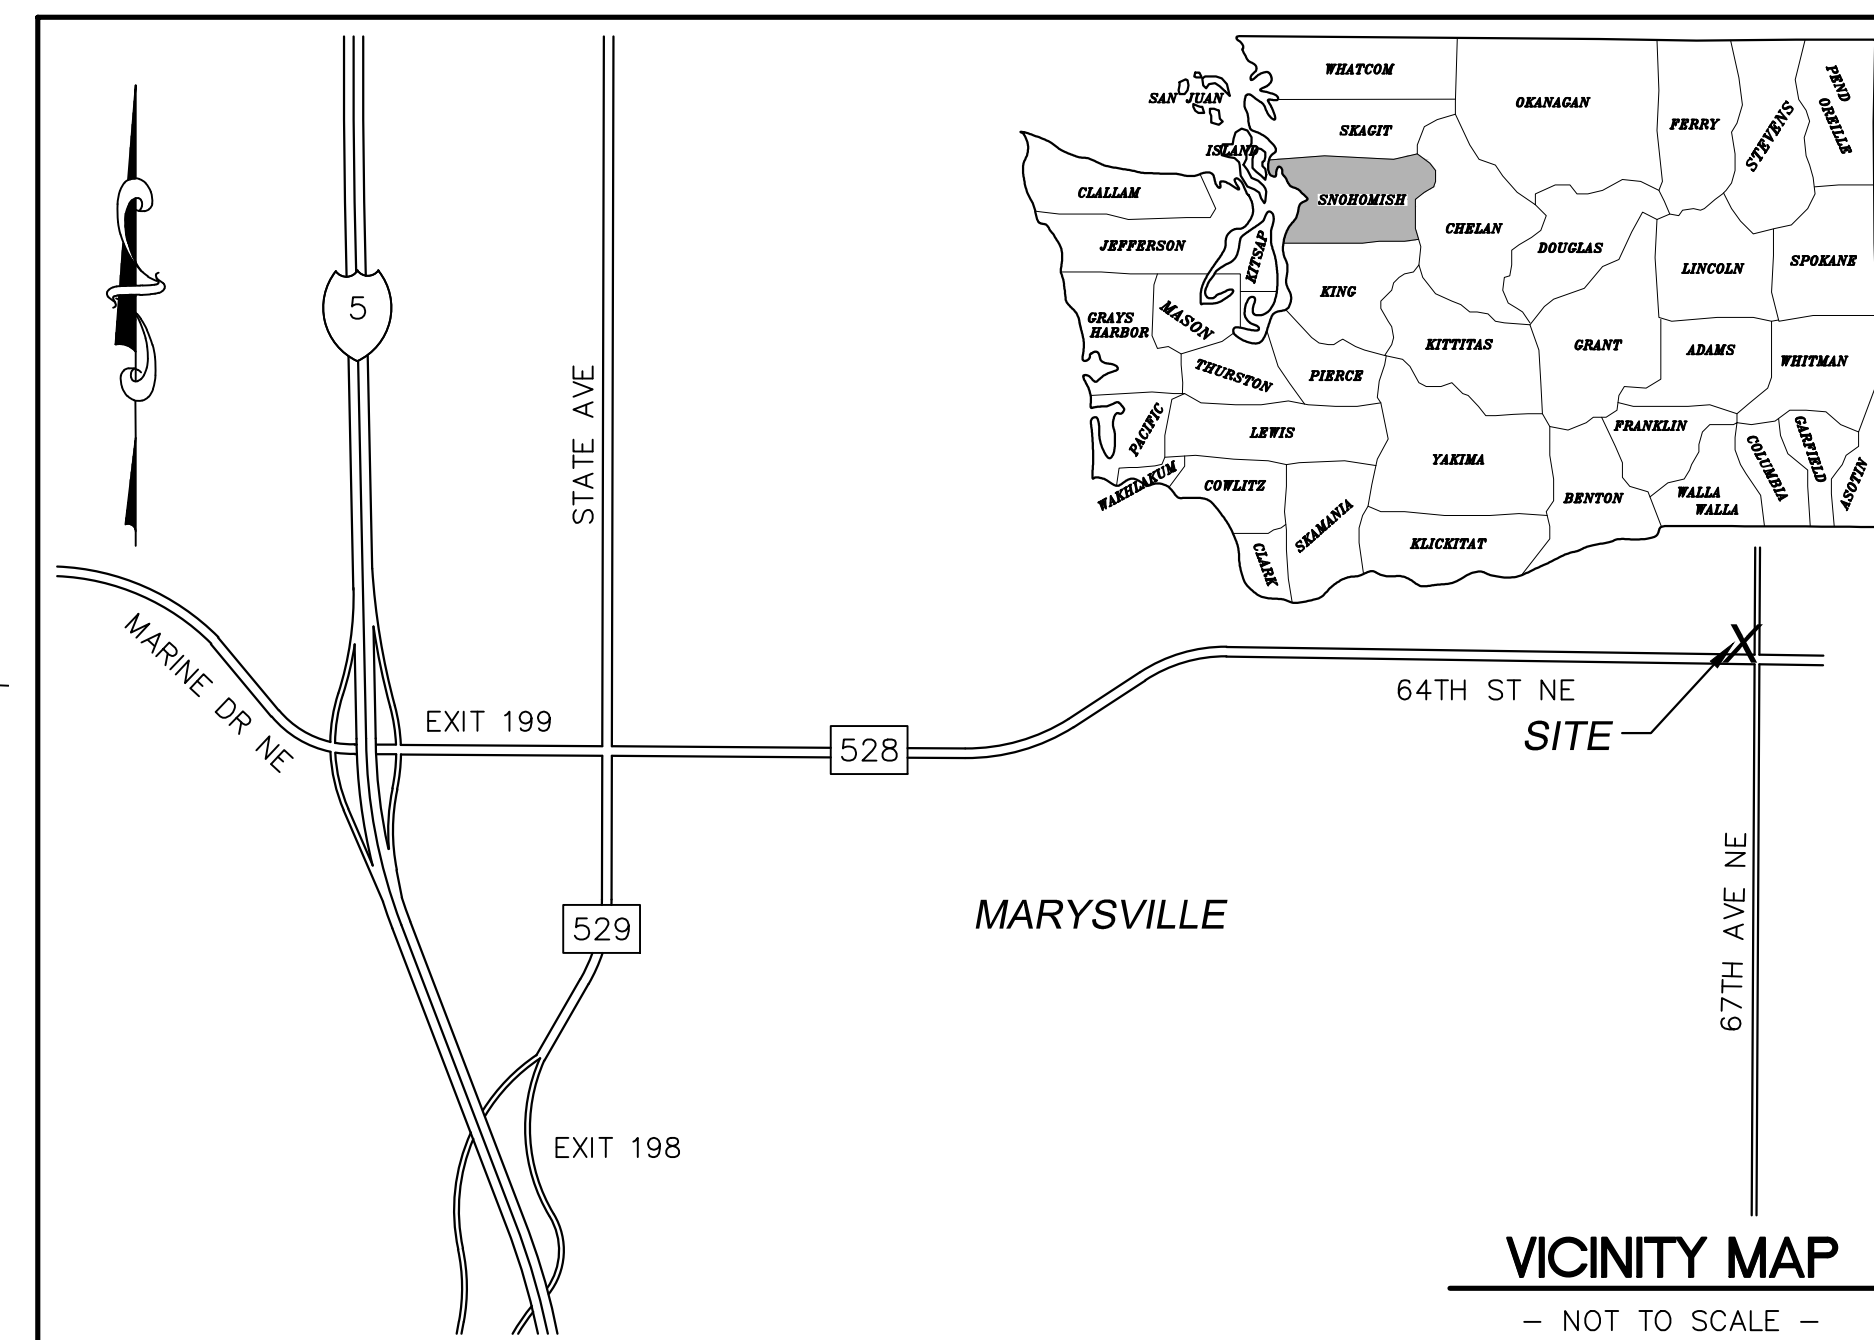 WHATCOM
SAN JUAN
SKAGIT
ISLAND
OKANAGAN
FERRY
STEVENS
PEND
OREILLE
CLALLAM
SNOHOMISH
JEFFERSON
KITSAP
CHELAN
DOUGLAS
LINCOLN
SPOKANE
KING
GRAYS
HARBOR
MASON
KITTITAS
GRANT
ADAMS
WHITMAN
THURSTON
PIERCE
PACIFIC
LEWIS
YAKIMA
FRANKLIN
COLUMBIA
GARFIELD
ASOTIN
WAHKIAKUM
COWLITZ
SKAMANIA
BENTON
WALLA
WALLA
CLARK
KLICKITAT
5
STATE AVE
MARINE DR NE
EXIT 199
528
64TH ST NE
X
SITE
529
MARYSVILLE
67TH AVE NE
EXIT 198
VICINITY MAP
- NOT TO SCALE -